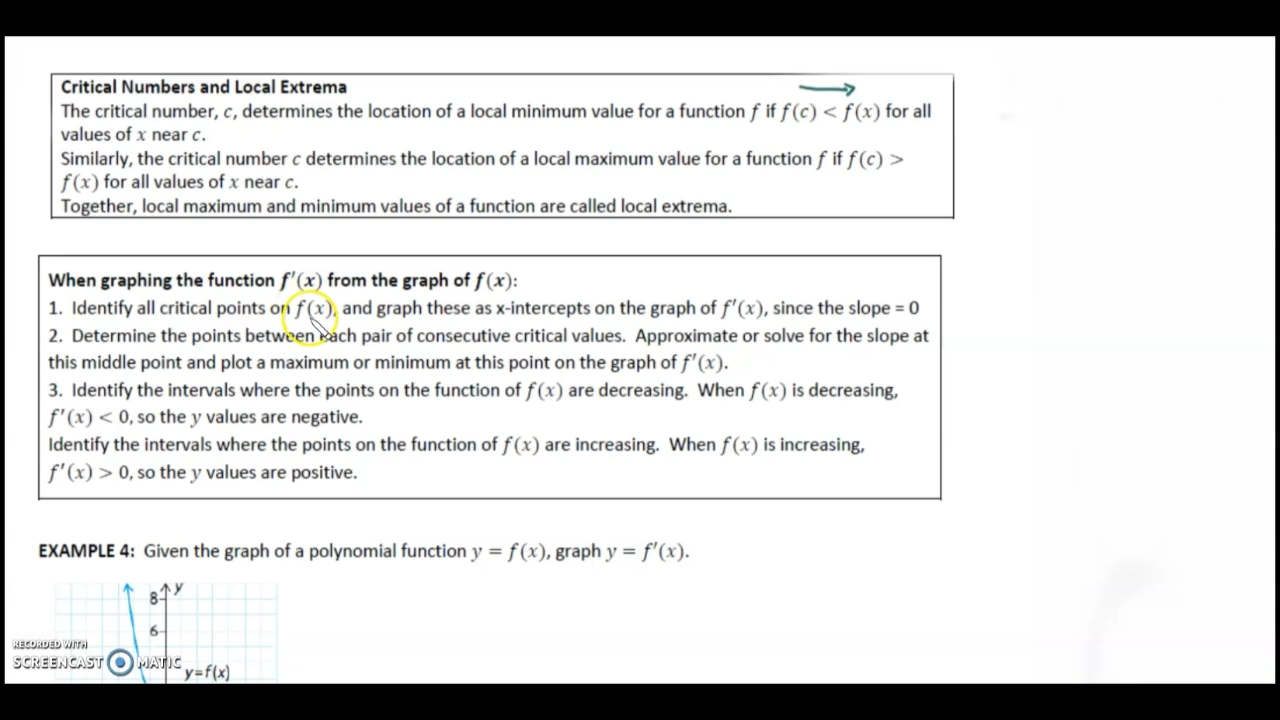 Critical Numbers and Local Extrema
The critical number, c, determines the location of a local minimum value for a function f if f(c) < f(x) for all
values of x near c.
Similarly, the critical number c determines the location of a local maximum value for a function f if f(c) >
f(x) for all values of x near c.
Together, local maximum and minimum values of a function are called local extrema.
When graphing the function f′(x) from the graph of f(x):
1. Identify all critical points on f(x), and graph these as x-intercepts on the graph of f′(x), since the slope = 0
2. Determine the points between each pair of consecutive critical values. Approximate or solve for the slope at
this middle point and plot a maximum or minimum at this point on the graph of f′(x).
3. Identify the intervals where the points on the function of f(x) are decreasing. When f(x) is decreasing,
f′(x) < 0, so the y values are negative.
Identify the intervals where the points on the function of f(x) are increasing. When f(x) is increasing,
f′(x) > 0, so the y values are positive.
EXAMPLE 4: Given the graph of a polynomial function y = f(x), graph y = f′(x).
y
8
6
RECORDED WITH
SCREENCAST MATIC
y=f(x)